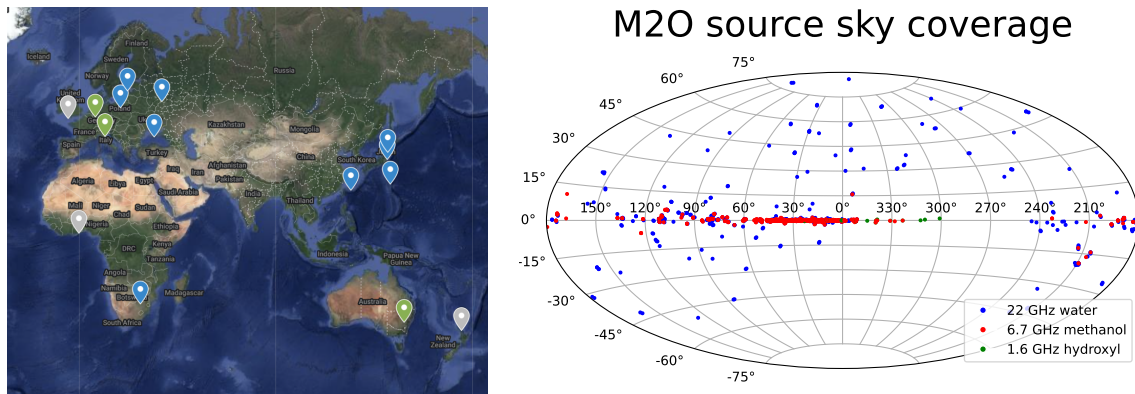 M2O source sky coverage
Iceland
Finland
Sweden
Norway
Russia
United
Poland
France
Italy
Spain
Turkey
Kazakhstan
Mongolia
China
South Korea
Afghanistan
Iraq
Iran
Pakistan
Algeria
Libya
Egypt
Saudi Arabia
India
Thailand
Mali
Niger
Chad
Sudan
Nigeria
Ethiopia
Kenya
DRC
Tanzania
Angola
Namibia
Botsw
Madagascar
South Africa
Indonesia
Papua New
Guinea
Australia
New
Zealand
75°
60°
45°
30°
15°
0°
-15°
-30°
-45°
-60°
-75°
150 120 90 60 30 0 330 300 270 240 210
22 GHz water
6.7 GHz methanol
1.6 GHz hydroxyl